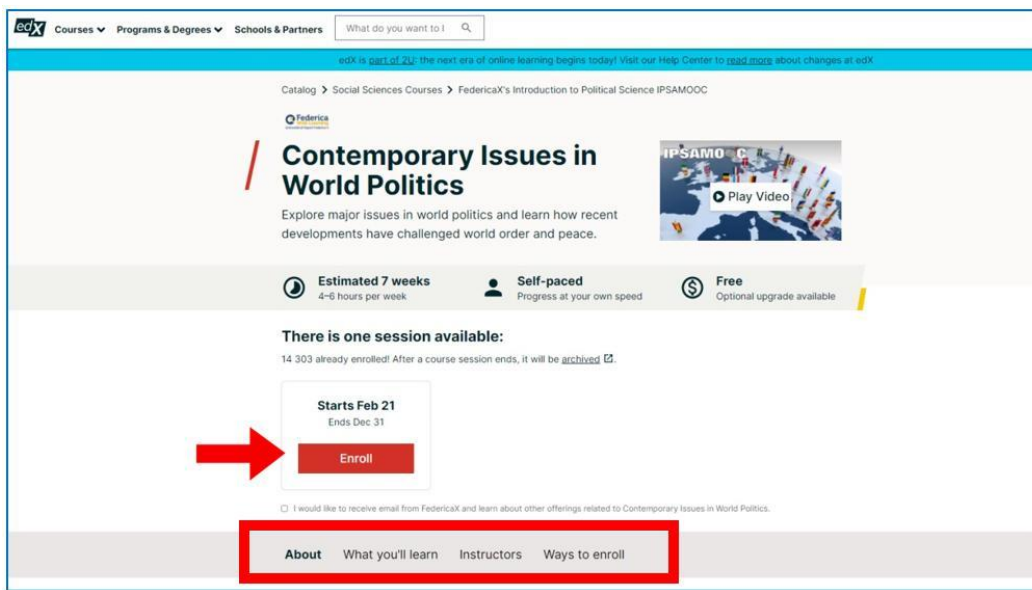 edX Courses Programs & Degrees Schools & Partners What do you want to l
edX is part of 2U: the next era of online learning begins today! Visit our Help Center to read more about changes at edX
Catalog > Social Sciences Courses > FedericaX's Introduction to Political Science IPSAMOOC
Federica
Contemporary Issues in
World Politics
Explore major issues in world politics and learn how recent
developments have challenged world order and peace.
IPSAMO C
Play Video
Estimated 7 weeks
4–6 hours per week
Self-paced
Progress at your own speed
Free
Optional upgrade available
There is one session available:
14 303 already enrolled! After a course session ends, it will be archived.
Starts Feb 21
Ends Dec 31
Enroll
I would like to receive email from FedericaX and learn about other offerings related to Contemporary Issues in World Politics.
About What you'll learn Instructors Ways to enroll